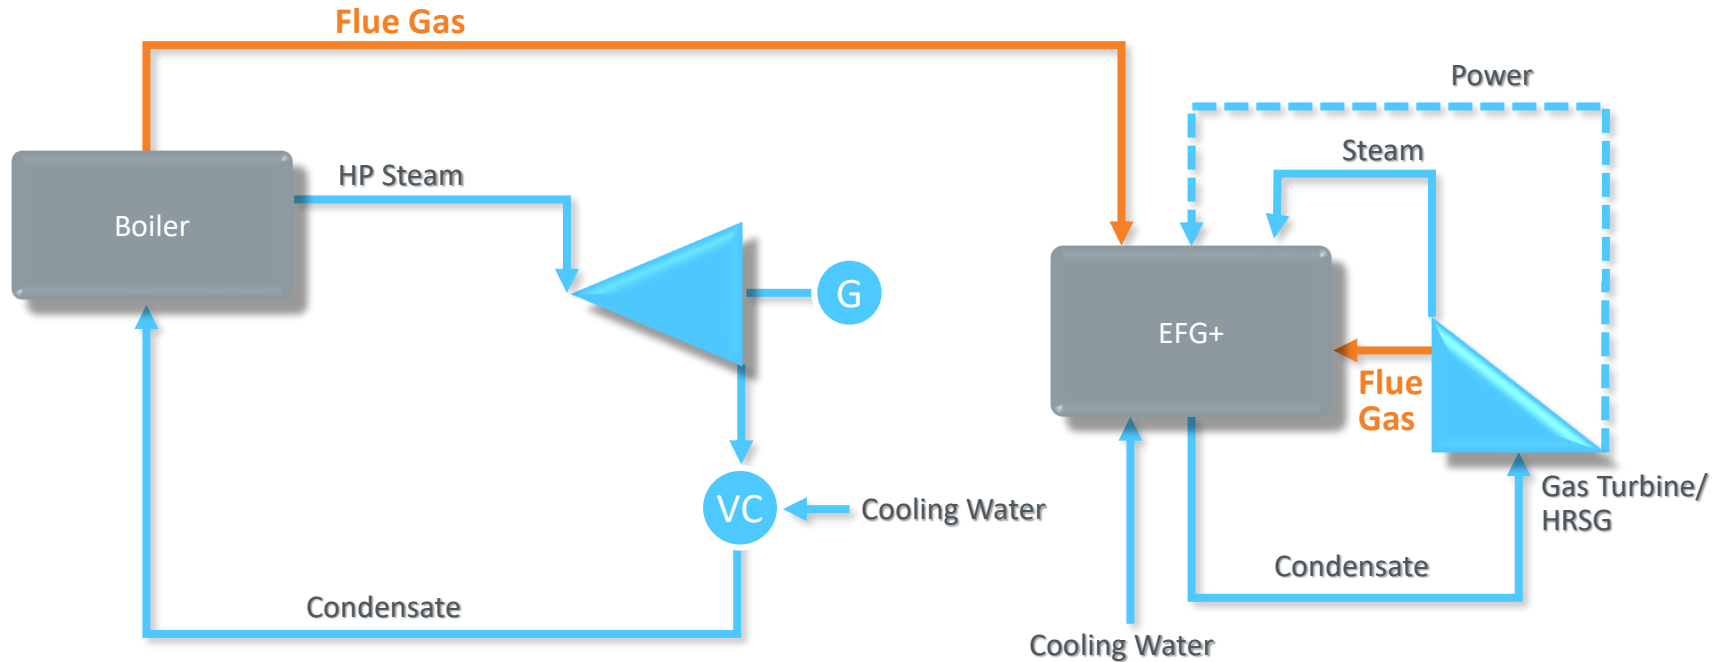 Flue Gas
Power
Steam
HP Steam
Boiler
G
EFG+
Flue
Gas
Gas Turbine/
HRSG
VC
Cooling Water
Condensate
Condensate
Cooling Water